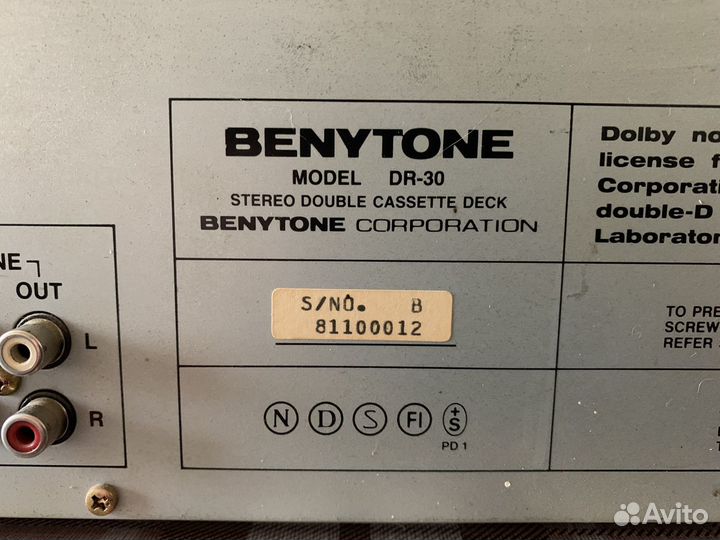 BENYTONE
MODEL DR-30
STEREO DOUBLE CASSETTE DECK
BENYTONE CORPORATION
Dolby no
license f
Corporati
double-D
Laborator
NE
OUT
L
R
S/NO. B
81100012
TO PRE
SCREW
REFER
N D S FI +S
PD 1
Avito